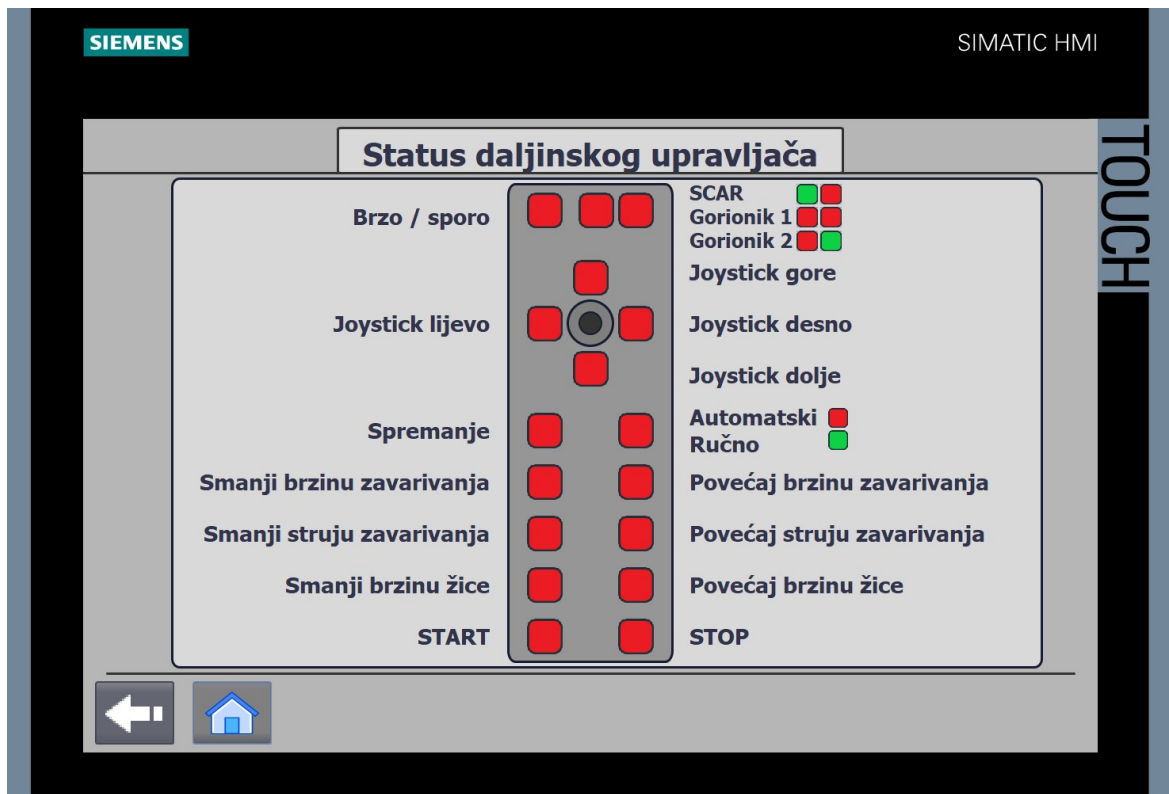 SIEMENS
SIMATIC HMI
TOUCH
Status daljinskog upravljača
Brzo / sporo
SCAR
Gorionik 1
Gorionik 2
Joystick gore
Joystick lijevo
Joystick desno
Joystick dolje
Spremanje
Automatski
Ručno
Smanji brzinu zavarivanja
Povećaj brzinu zavarivanja
Smanji struju zavarivanja
Povećaj struju zavarivanja
Smanji brzinu žice
Povećaj brzinu žice
START
STOP